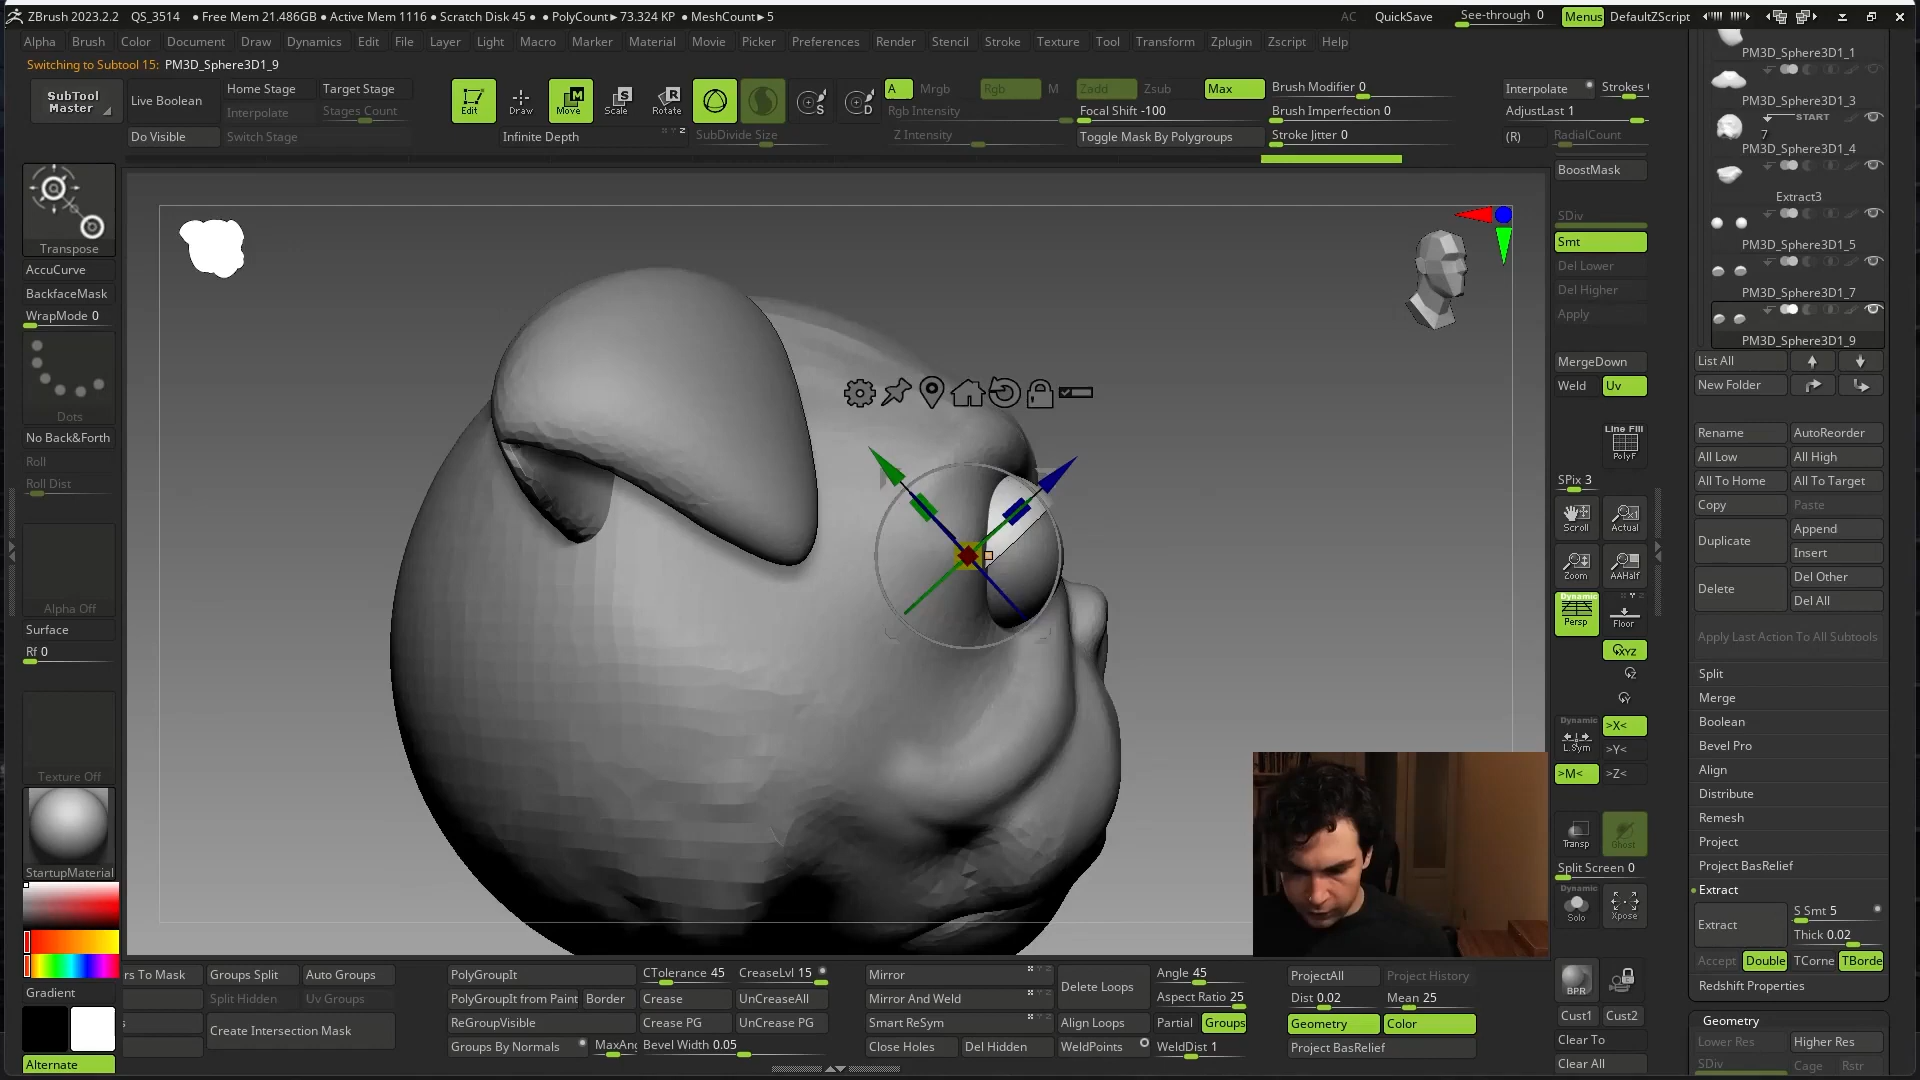 ZBrush 2023.2.2 QS_3514 ● Free Mem 21.486GB ● Active Mem 1116 ● Scratch Disk 45 ● ● PolyCount► 73.324 KP ● MeshCount► 5 AC QuickSave See-through 0 Menus DefaultZScript
Alpha Brush Color Document Draw Dynamics Edit File Layer Light Macro Marker Material Movie Picker Preferences Render Stencil Stroke Texture Tool Transform Zplugin Zscript Help
Switching to Subtool 15: PM3D_Sphere3D1_9
SubTool Master
Live Boolean
Do Visible
Home Stage
Target Stage
Interpolate
Stages Count
Switch Stage
Edit
Draw
Move
Scale
Rotate
Infinite Depth
SubDivide Size
A
Mrgb
Rgb
M
Zadd
Zsub
Max
Rgb Intensity
Focal Shift -100
Z Intensity
Toggle Mask By Polygroups
Brush Modifier 0
Brush Imperfection 0
Stroke Jitter 0
Interpolate
Strokes
AdjustLast 1
(R)
RadialCount
Transpose
AccuCurve
BackfaceMask
WrapMode 0
Dots
No Back&Forth
Roll
Roll Dist
Alpha Off
Surface
Rf 0
Texture Off
StartupMaterial
Gradient
Alternate
BoostMask
SDiv
Smt
Del Lower
Del Higher
Apply
MergeDown
Weld
Uv
Line Fill
PolyF
SPix 3
Scroll
Actual
Zoom
AAHalf
Dynamic
Persp
Floor
XYZ
Dynamic
L.Sym
>X<
>Y<
>M<
>Z<
Transp
Ghost
Split Screen 0
Dynamic
Solo
Xpose
BPR
Cust1
Cust2
Clear To
Clear All
PM3D_Sphere3D1_1
PM3D_Sphere3D1_3
START
7
PM3D_Sphere3D1_4
Extract3
PM3D_Sphere3D1_5
PM3D_Sphere3D1_7
PM3D_Sphere3D1_9
List All
New Folder
Rename
AutoReorder
All Low
All High
All To Home
All To Target
Copy
Paste
Duplicate
Append
Insert
Delete
Del Other
Del All
Apply Last Action To All Subtools
Split
Merge
Boolean
Bevel Pro
Align
Distribute
Remesh
Project
Project BasRelief
Extract
Extract
S Smt 5
Thick 0.02
Accept
Double
TCorne
TBorde
Redshift Properties
Geometry
Lower Res
Higher Res
SDiv
Cage
Rstr
rs To Mask
Groups Split
Auto Groups
Split Hidden
Uv Groups
Create Intersection Mask
PolyGroupIt
PolyGroupIt from Paint
Border
ReGroupVisible
Groups By Normals
MaxAng
CTolerance 45
CreaseLvl 15
Crease
UnCreaseAll
Crease PG
UnCrease PG
Bevel Width 0.05
Mirror
Mirror And Weld
Smart ReSym
Close Holes
Del Hidden
Delete Loops
Align Loops
WeldPoints
Angle 45
Aspect Ratio 25
Partial
Groups
WeldDist 1
ProjectAll
Project History
Dist 0.02
Mean 25
Geometry
Color
Project BasRelief